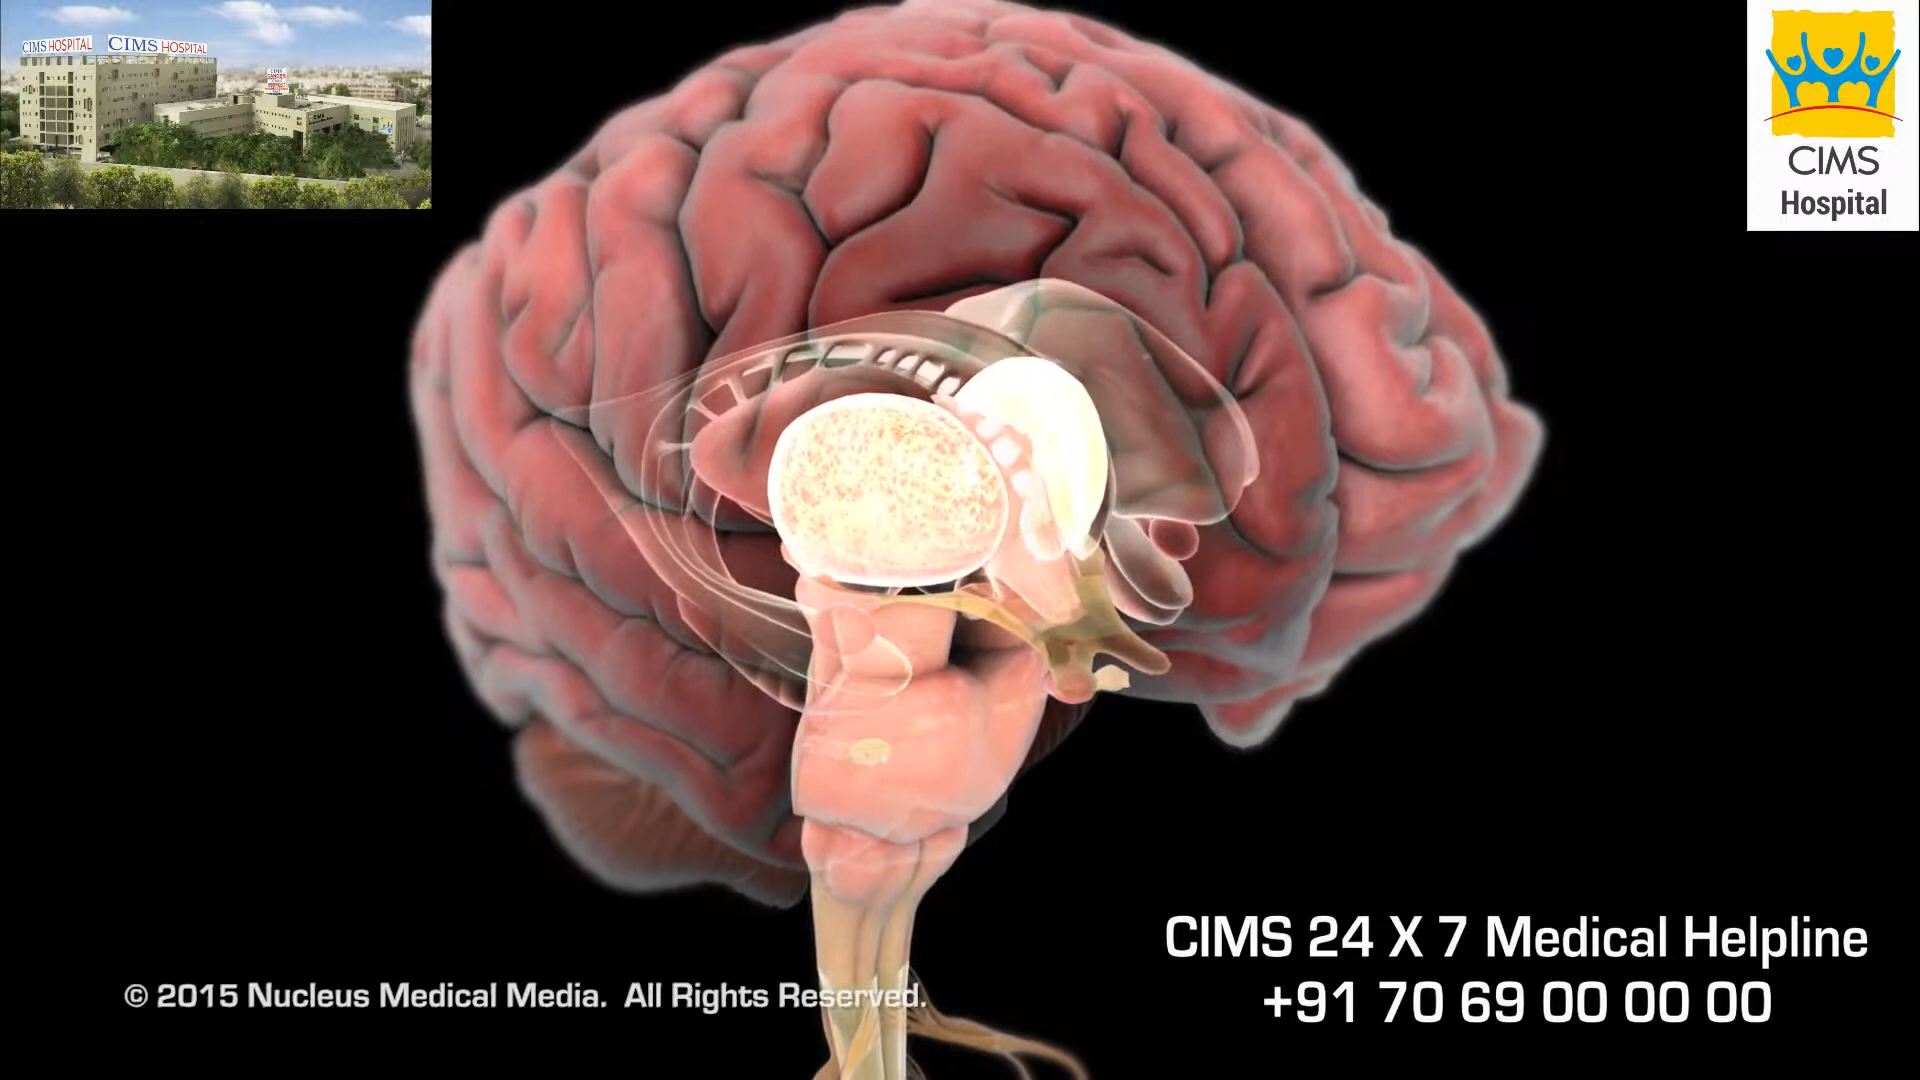 CIMS HOSPITAL CIMS HOSPITAL
CIMS
CIMS
Hospital
CIMS 24 X 7 Medical Helpline
© 2015 Nucleus Medical Media. All Rights Reserved.
+91 70 69 00 00 00